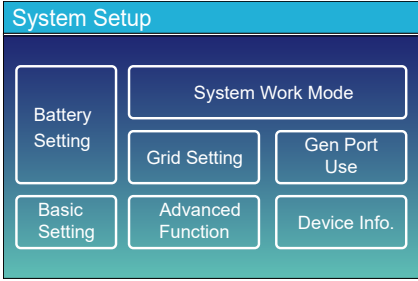 System Setup
Battery
Setting
System Work Mode
Grid Setting
Gen Port
Use
Basic
Setting
Advanced
Function
Device Info.